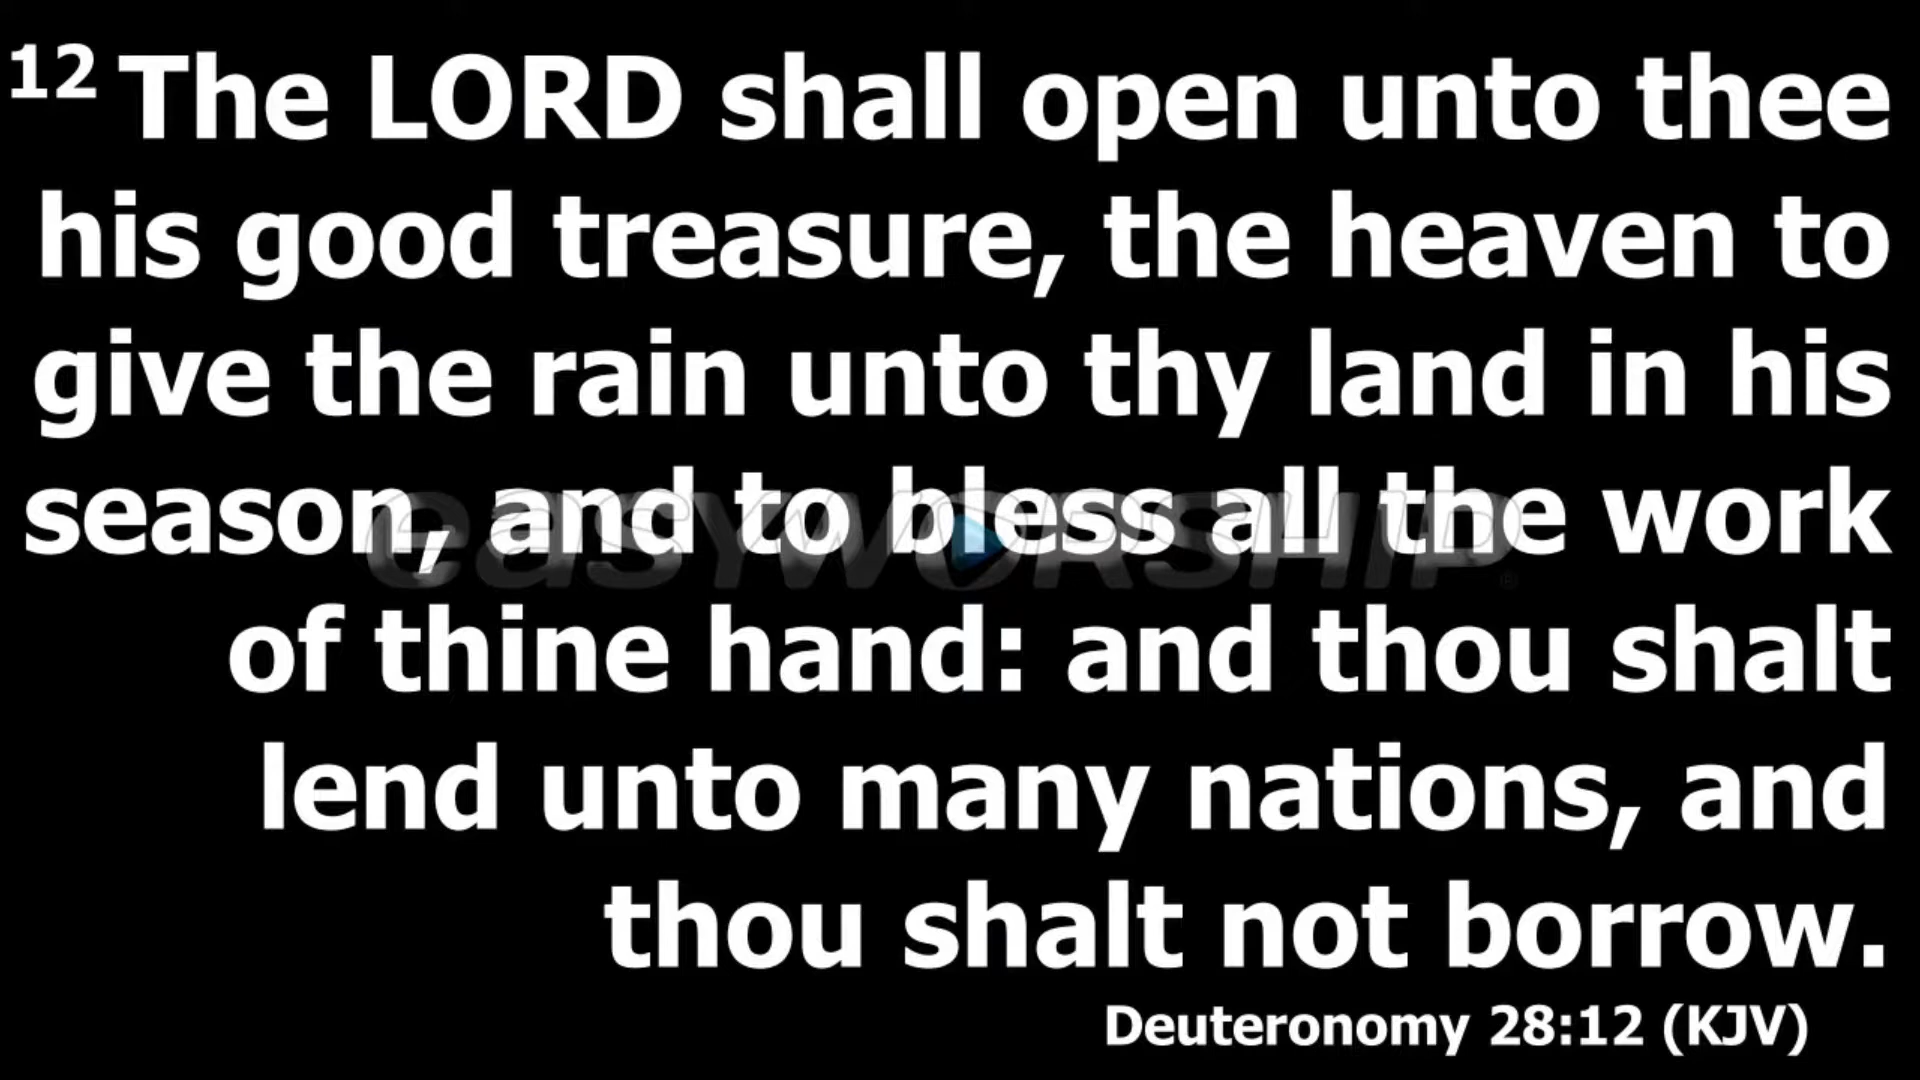 12 The LORD shall open unto thee
his good treasure, the heaven to
give the rain unto thy land in his
season, and to bless all the work
easyworship®
of thine hand: and thou shalt
lend unto many nations, and
thou shalt not borrow.
Deuteronomy 28:12 (KJV)